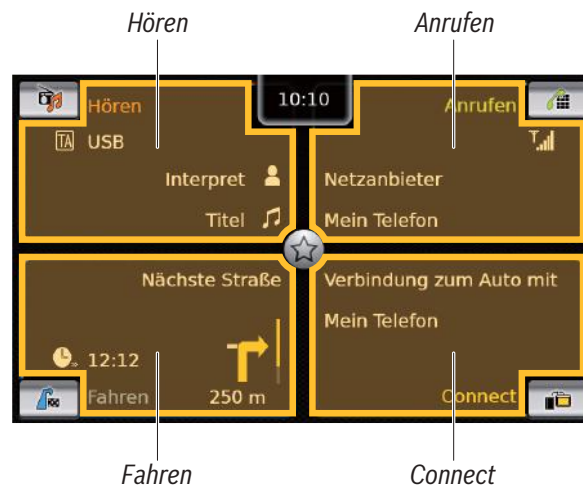 Hören
Anrufen
10:10
Hören
TA USB
Interpret
Titel
Anrufen
Netzanbieter
Mein Telefon
Nächste Straße
12:12
Fahren
250 m
Verbindung zum Auto mit
Mein Telefon
Connect
Fahren
Connect